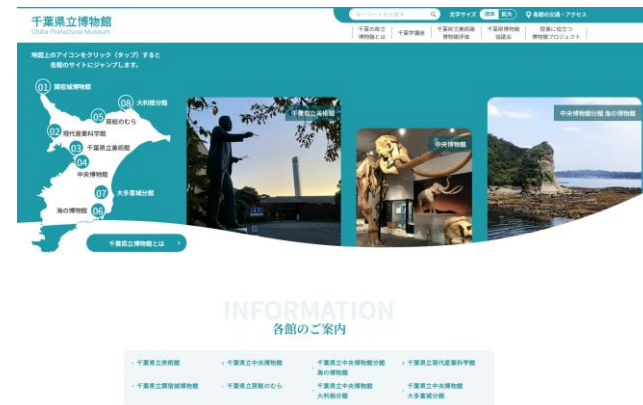 千葉県立博物館
Chiba Prefectural Museum
キーワードから探す
文字サイズ 標準 拡大
各館の交通・アクセス
千葉の県立
博物館とは
千葉学講座
千葉県立美術館
博物館評価
千葉県博物館
協議会
授業に役立つ
博物館プロジェクト
地図上のアイコンをクリック（タップ）すると
各館のサイトにジャンプします。
01 関宿城博物館
08 大利根分館
05 房総のむら
02 現代産業科学館
03 千葉県立美術館
04
中央博物館
07 大多喜城分館
海の博物館 06
千葉県立博物館とは
千葉県立美術館
中央博物館
中央博物館分館 海の博物館
INFORMATION
各館のご案内
千葉県立美術館
千葉県立中央博物館
千葉県立中央博物館分館
海の博物館
千葉県立現代産業科学館
千葉県立関宿城博物館
千葉県立房総のむら
千葉県立中央博物館
大利根分館
千葉県立中央博物館
大多喜城分館